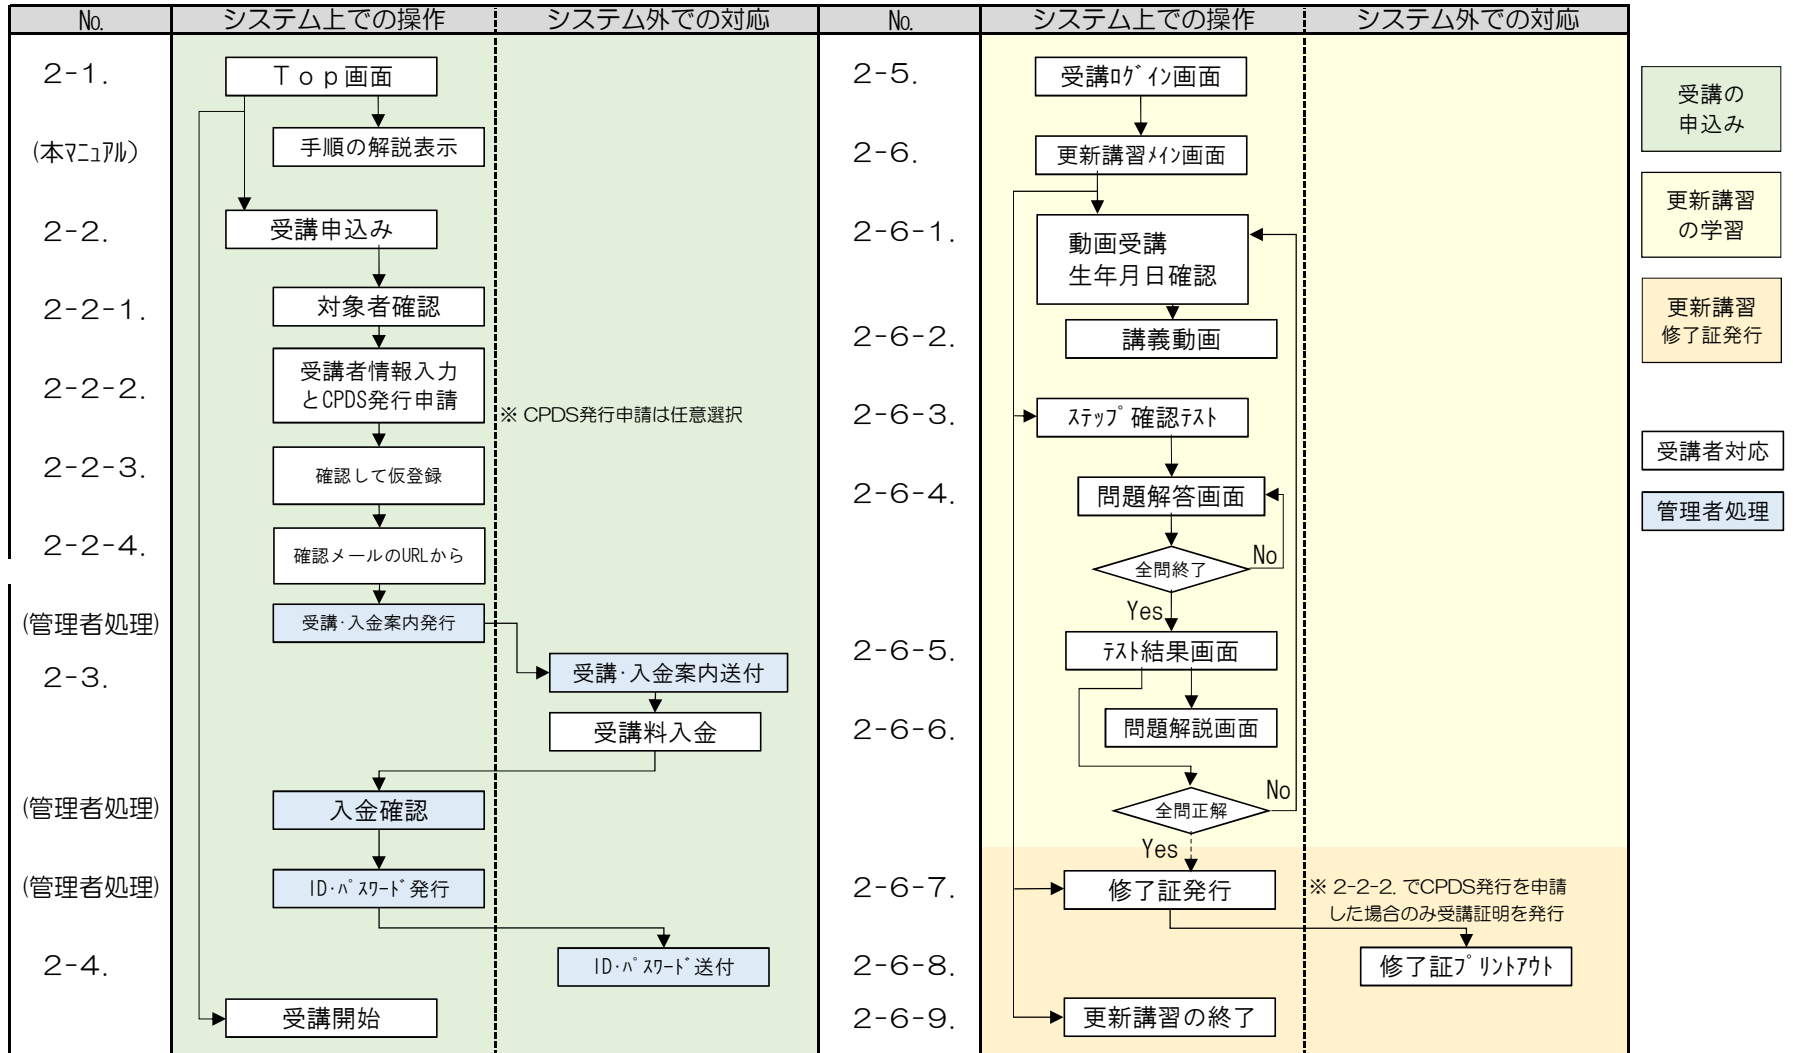 No.
システム上での操作
システム外での対応
2-1.
Top画面
(本ﾏﾆｭｱﾙ)
手順の解説表示
2-2.
受講申込み
2-2-1.
対象者確認
2-2-2.
受講者情報入力
とCPDS発行申請
※ CPDS発行申請は任意選択
2-2-3.
確認して仮登録
2-2-4.
確認メールのURLから
(管理者処理)
受講･入金案内発行
2-3.
受講･入金案内送付
受講料入金
(管理者処理)
入金確認
(管理者処理)
ID･ﾊﾟｽﾜｰﾄﾞ発行
2-4.
ID･ﾊﾟｽﾜｰﾄﾞ送付
受講開始
No.
システム上での操作
システム外での対応
2-5.
受講ﾛｸﾞｲﾝ画面
2-6.
更新講習ﾒｲﾝ画面
2-6-1.
動画受講
生年月日確認
2-6-2.
講義動画
2-6-3.
ｽﾃｯﾌﾟ確認ﾃｽﾄ
2-6-4.
問題解答画面
全問終了
No
Yes
2-6-5.
ﾃｽﾄ結果画面
2-6-6.
問題解説画面
全問正解
No
Yes
2-6-7.
修了証発行
※ 2-2-2. でCPDS発行を申請
した場合のみ受講証明を発行
2-6-8.
修了証ﾌﾟﾘﾝﾄｱｳﾄ
2-6-9.
更新講習の終了
受講の
申込み
更新講習
の学習
更新講習
修了証発行
受講者対応
管理者処理